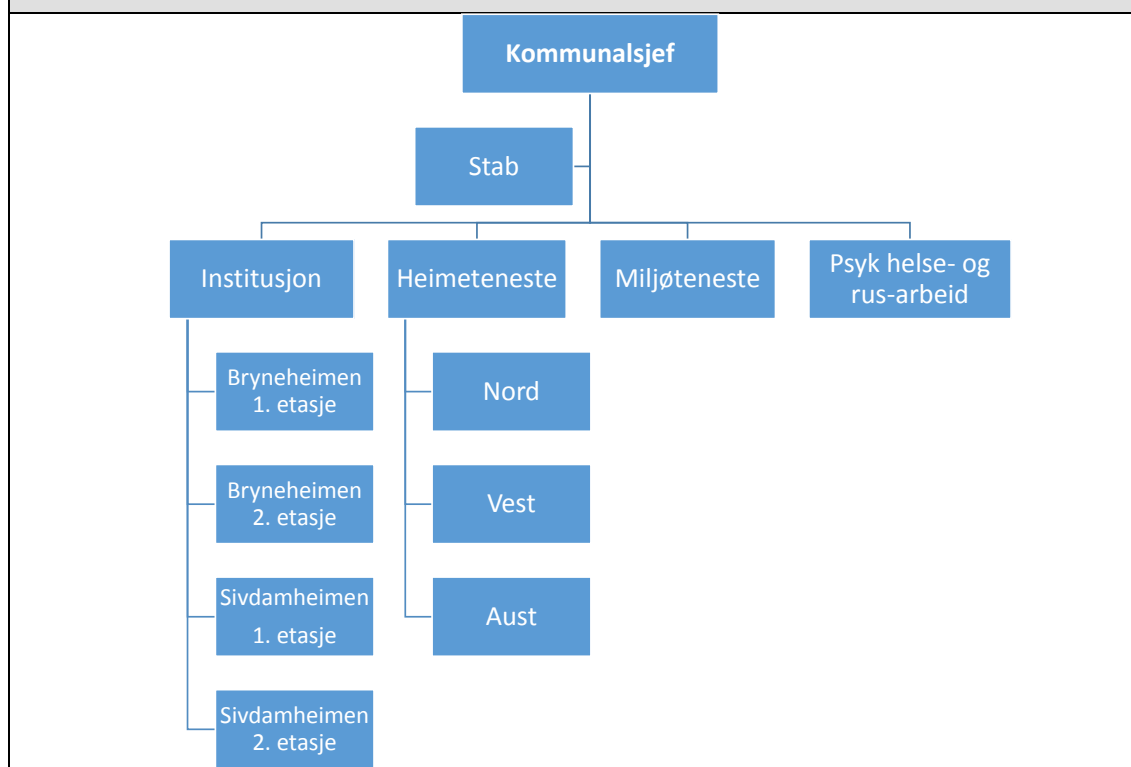 Kommunalsjef
Stab
Institusjon
Heimeteneste
Miljøteneste
Psyk helse- og
rus-arbeid
Bryneheimen
1. etasje
Bryneheimen
2. etasje
Sivdamheimen
1. etasje
Sivdamheimen
2. etasje
Nord
Vest
Aust